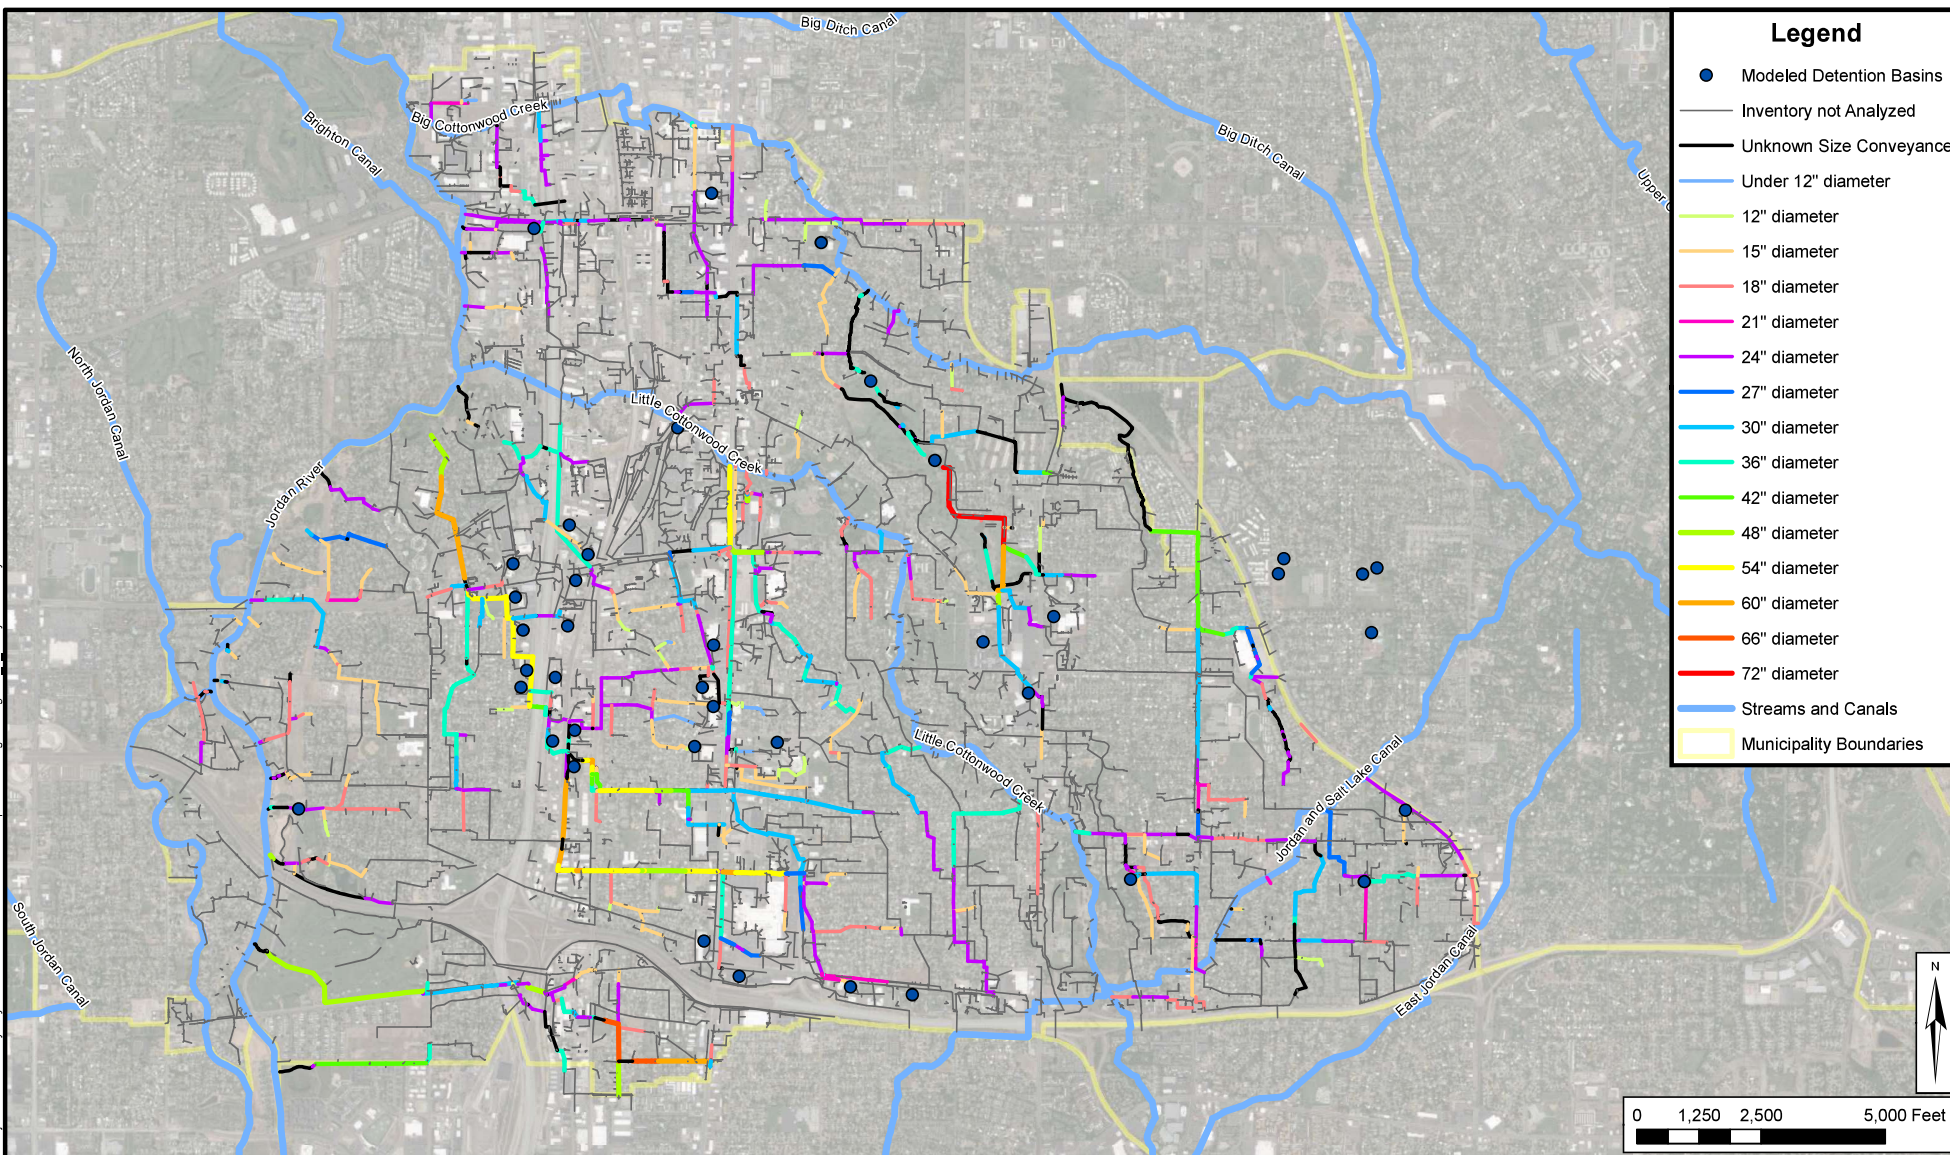 Big Ditch Canal
Legend
Modeled Detention Basins
Inventory not Analyzed
Unknown Size Conveyance
Under 12" diameter
12" diameter
15" diameter
18" diameter
21" diameter
24" diameter
27" diameter
30" diameter
36" diameter
42" diameter
48" diameter
54" diameter
60" diameter
66" diameter
72" diameter
Streams and Canals
Municipality Boundaries
Big Cottonwood Creek
Brighton Canal
Big Ditch Canal
Upper
North Jordan Canal
Little Cottonwood Creek
Jordan River
Little Cottonwood Creek
Jordan and Salt Lake Canal
South Jordan Canal
East Jordan Canal
N
0 1,250 2,500 5,000 Feet